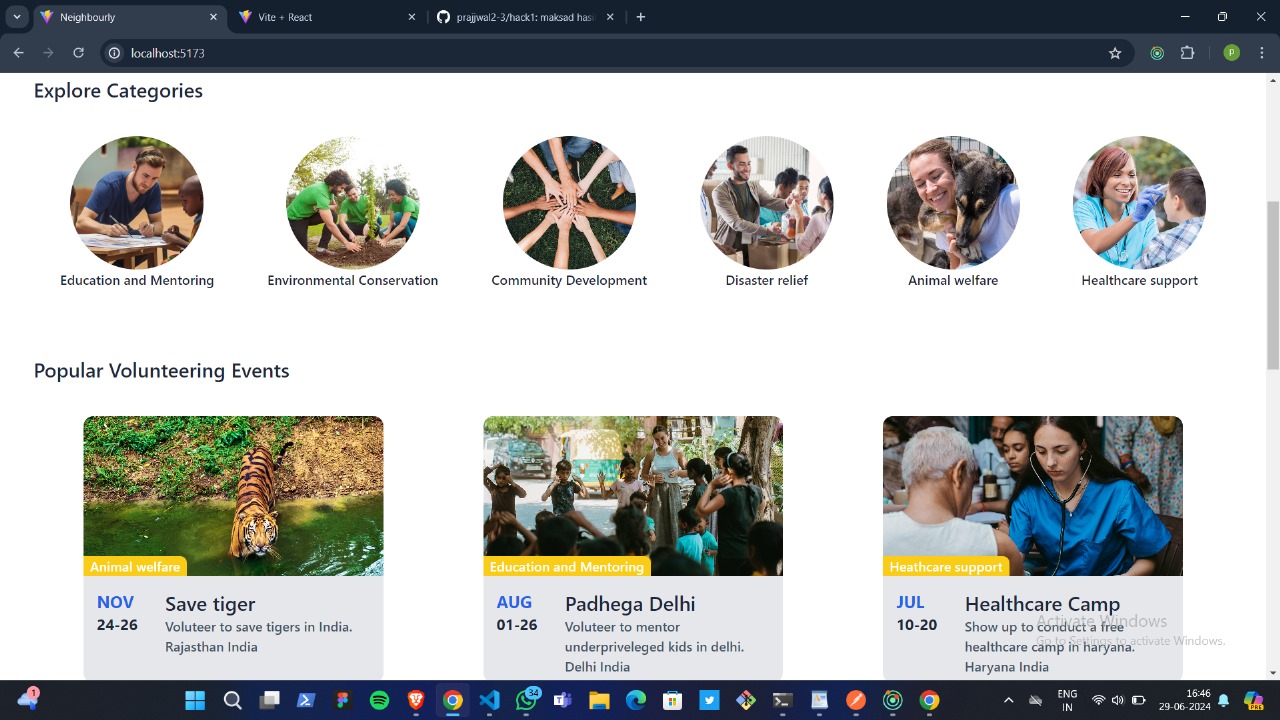 Neighbourly
Vite + React
prajjwal2-3/hack1: maksad hasi
localhost:5173
P
Explore Categories
Education and Mentoring
Environmental Conservation
Community Development
Disaster relief
Animal welfare
Healthcare support
Popular Volunteering Events
Animal welfare
NOV
24-26
Save tiger
Voluteer to save tigers in India.
Rajasthan India
Education and Mentoring
AUG
01-26
Padhega Delhi
Voluteer to mentor
underpriveleged kids in delhi.
Delhi India
Heathcare support
JUL
10-20
Healthcare Camp
Show up to conduct a free
healthcare camp in haryana.
Haryana India
Activate Windows
Go to Settings to activate Windows.
1
34
ENG
IN
16:46
29-06-2024
PRE